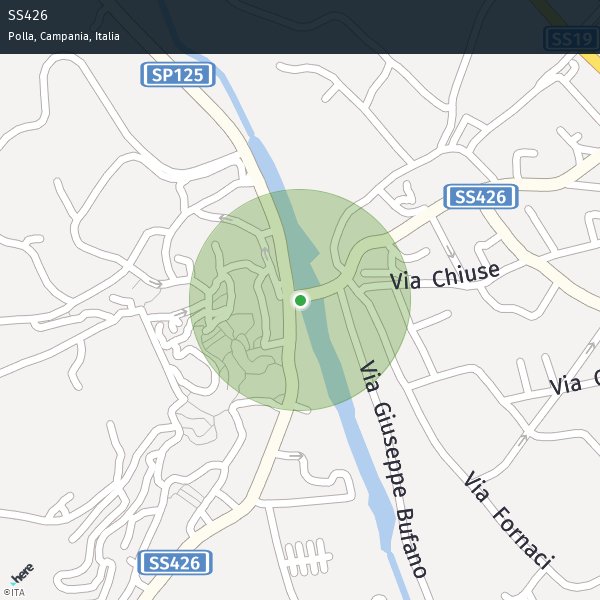 SS426
Polla, Campania, Italia
SS19
SP125
SS426
Via Chiuse
Via Giuseppe Bufano
Via
Via Fornaci
SS426
here
©ITA